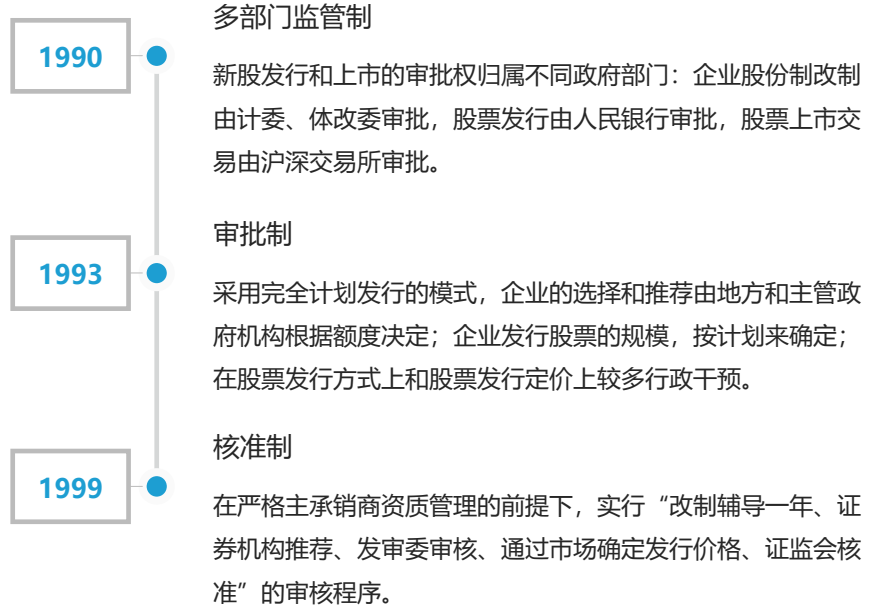 多部门监管制
1990
新股发行和上市的审批权归属不同政府部门：企业股份制改制
由计委、体改委审批，股票发行由人民银行审批，股票上市交
易由沪深交易所审批。
审批制
1993
采用完全计划发行的模式，企业的选择和推荐由地方和主管政
府机构根据额度决定；企业发行股票的规模，按计划来确定；
在股票发行方式上和股票发行定价上较多行政干预。
核准制
1999
在严格主承销商资质管理的前提下，实行“改制辅导一年、证
券机构推荐、发审委审核、通过市场确定发行价格、证监会核
准”的审核程序。